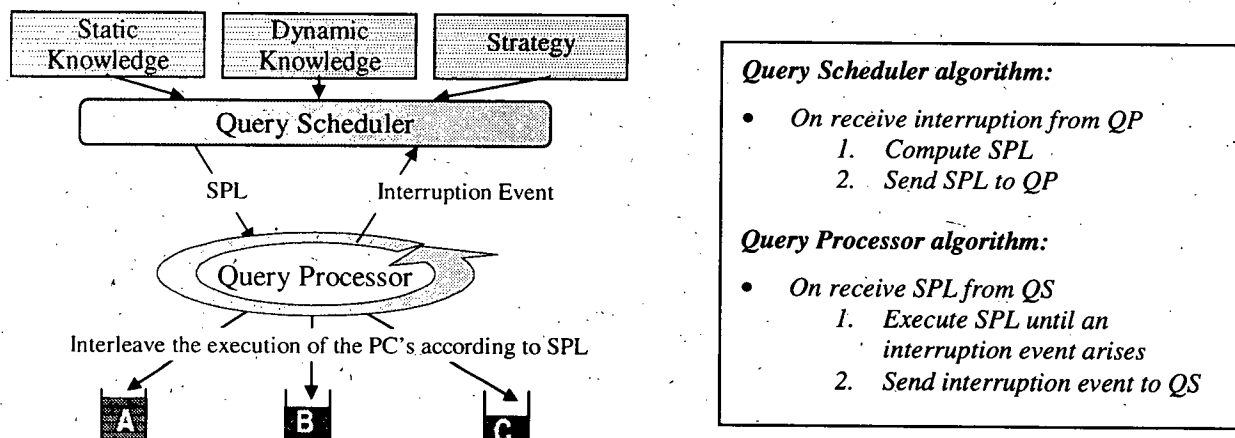 Static
Knowledge
Dynamic
Knowledge
Strategy
Query Scheduler
SPL
Interruption Event
Query Processor
Interleave the execution of the PC's according to SPL
A
B
C
Query Scheduler algorithm:
• On receive interruption from QP
1. Compute SPL
2. Send SPL to QP
Query Processor algorithm:
• On receive SPL from QS
1. Execute SPL until an
interruption event arises
2. Send interruption event to QS